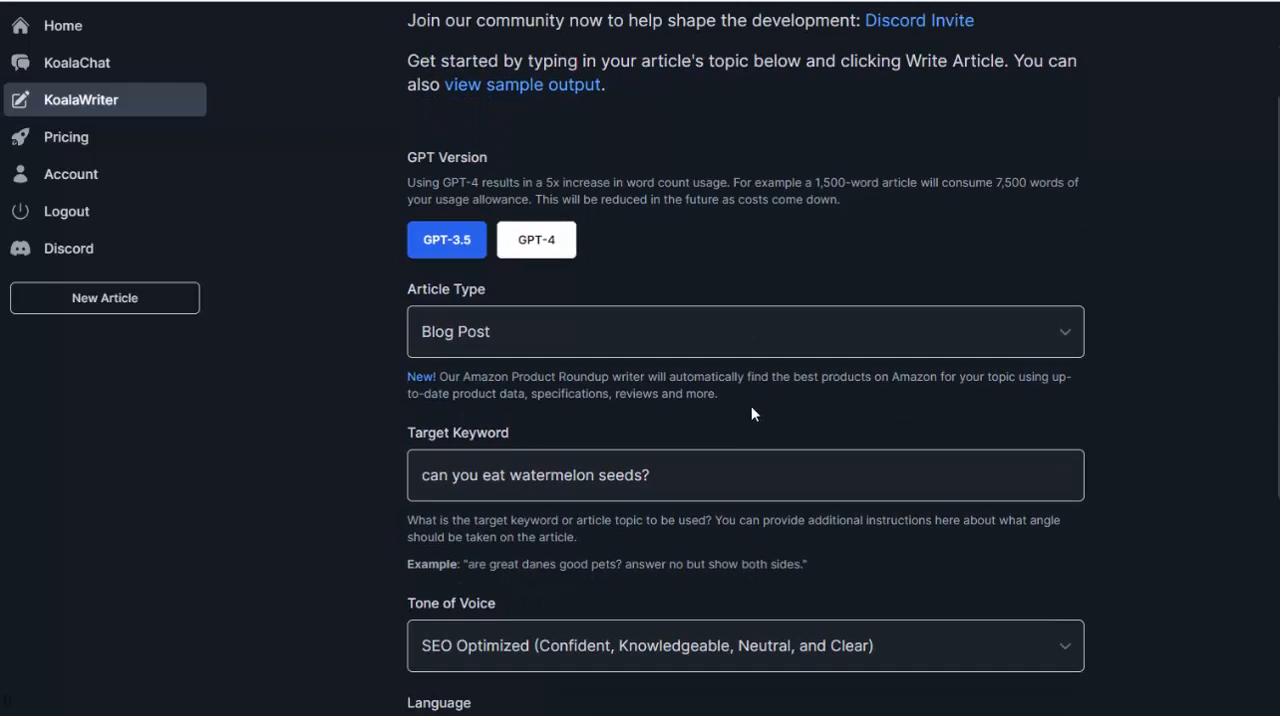 Home
KoalaChat
KoalaWriter
Pricing
Account
Logout
Discord
New Article
Join our community now to help shape the development: Discord Invite
Get started by typing in your article's topic below and clicking Write Article. You can
also view sample output.
GPT Version
Using GPT-4 results in a 5x increase in word count usage. For example a 1,500-word article will consume 7,500 words of
your usage allowance. This will be reduced in the future as costs come down.
GPT-3.5 GPT-4
Article Type
Blog Post
New! Our Amazon Product Roundup writer will automatically find the best products on Amazon for your topic using up-
to-date product data, specifications, reviews and more.
Target Keyword
can you eat watermelon seeds?
What is the target keyword or article topic to be used? You can provide additional instructions here about what angle
should be taken on the article.
Example: "are great danes good pets? answer no but show both sides."
Tone of Voice
SEO Optimized (Confident, Knowledgeable, Neutral, and Clear)
Language